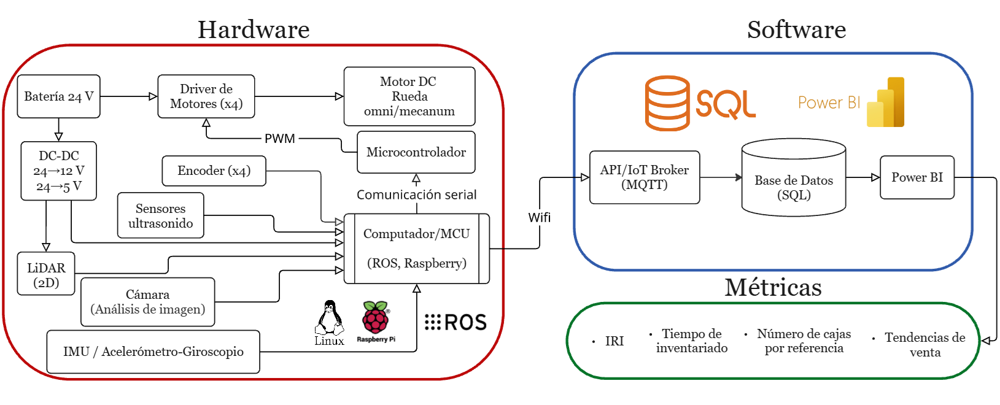 Hardware
Batería 24 V
Driver de
Motores (x4)
Motor DC
Rueda
omni/mecanum
PWM
Microcontrolador
DC-DC
24→12 V
24→5 V
Encoder (x4)
Comunicación serial
Sensores
ultrasonido
Computador/MCU
(ROS, Raspberry)
LiDAR
(2D)
Cámara
(Análisis de imagen)
Linux
Raspberry Pi
®
ROS
IMU / Acelerómetro-Giroscopio
Wifi
Software
SQL
Power BI
API/IoT Broker
(MQTT)
Base de Datos
(SQL)
Power BI
Métricas
· IRI
· Tiempo de
inventariado
· Número de cajas
por referencia
· Tendencias de
venta